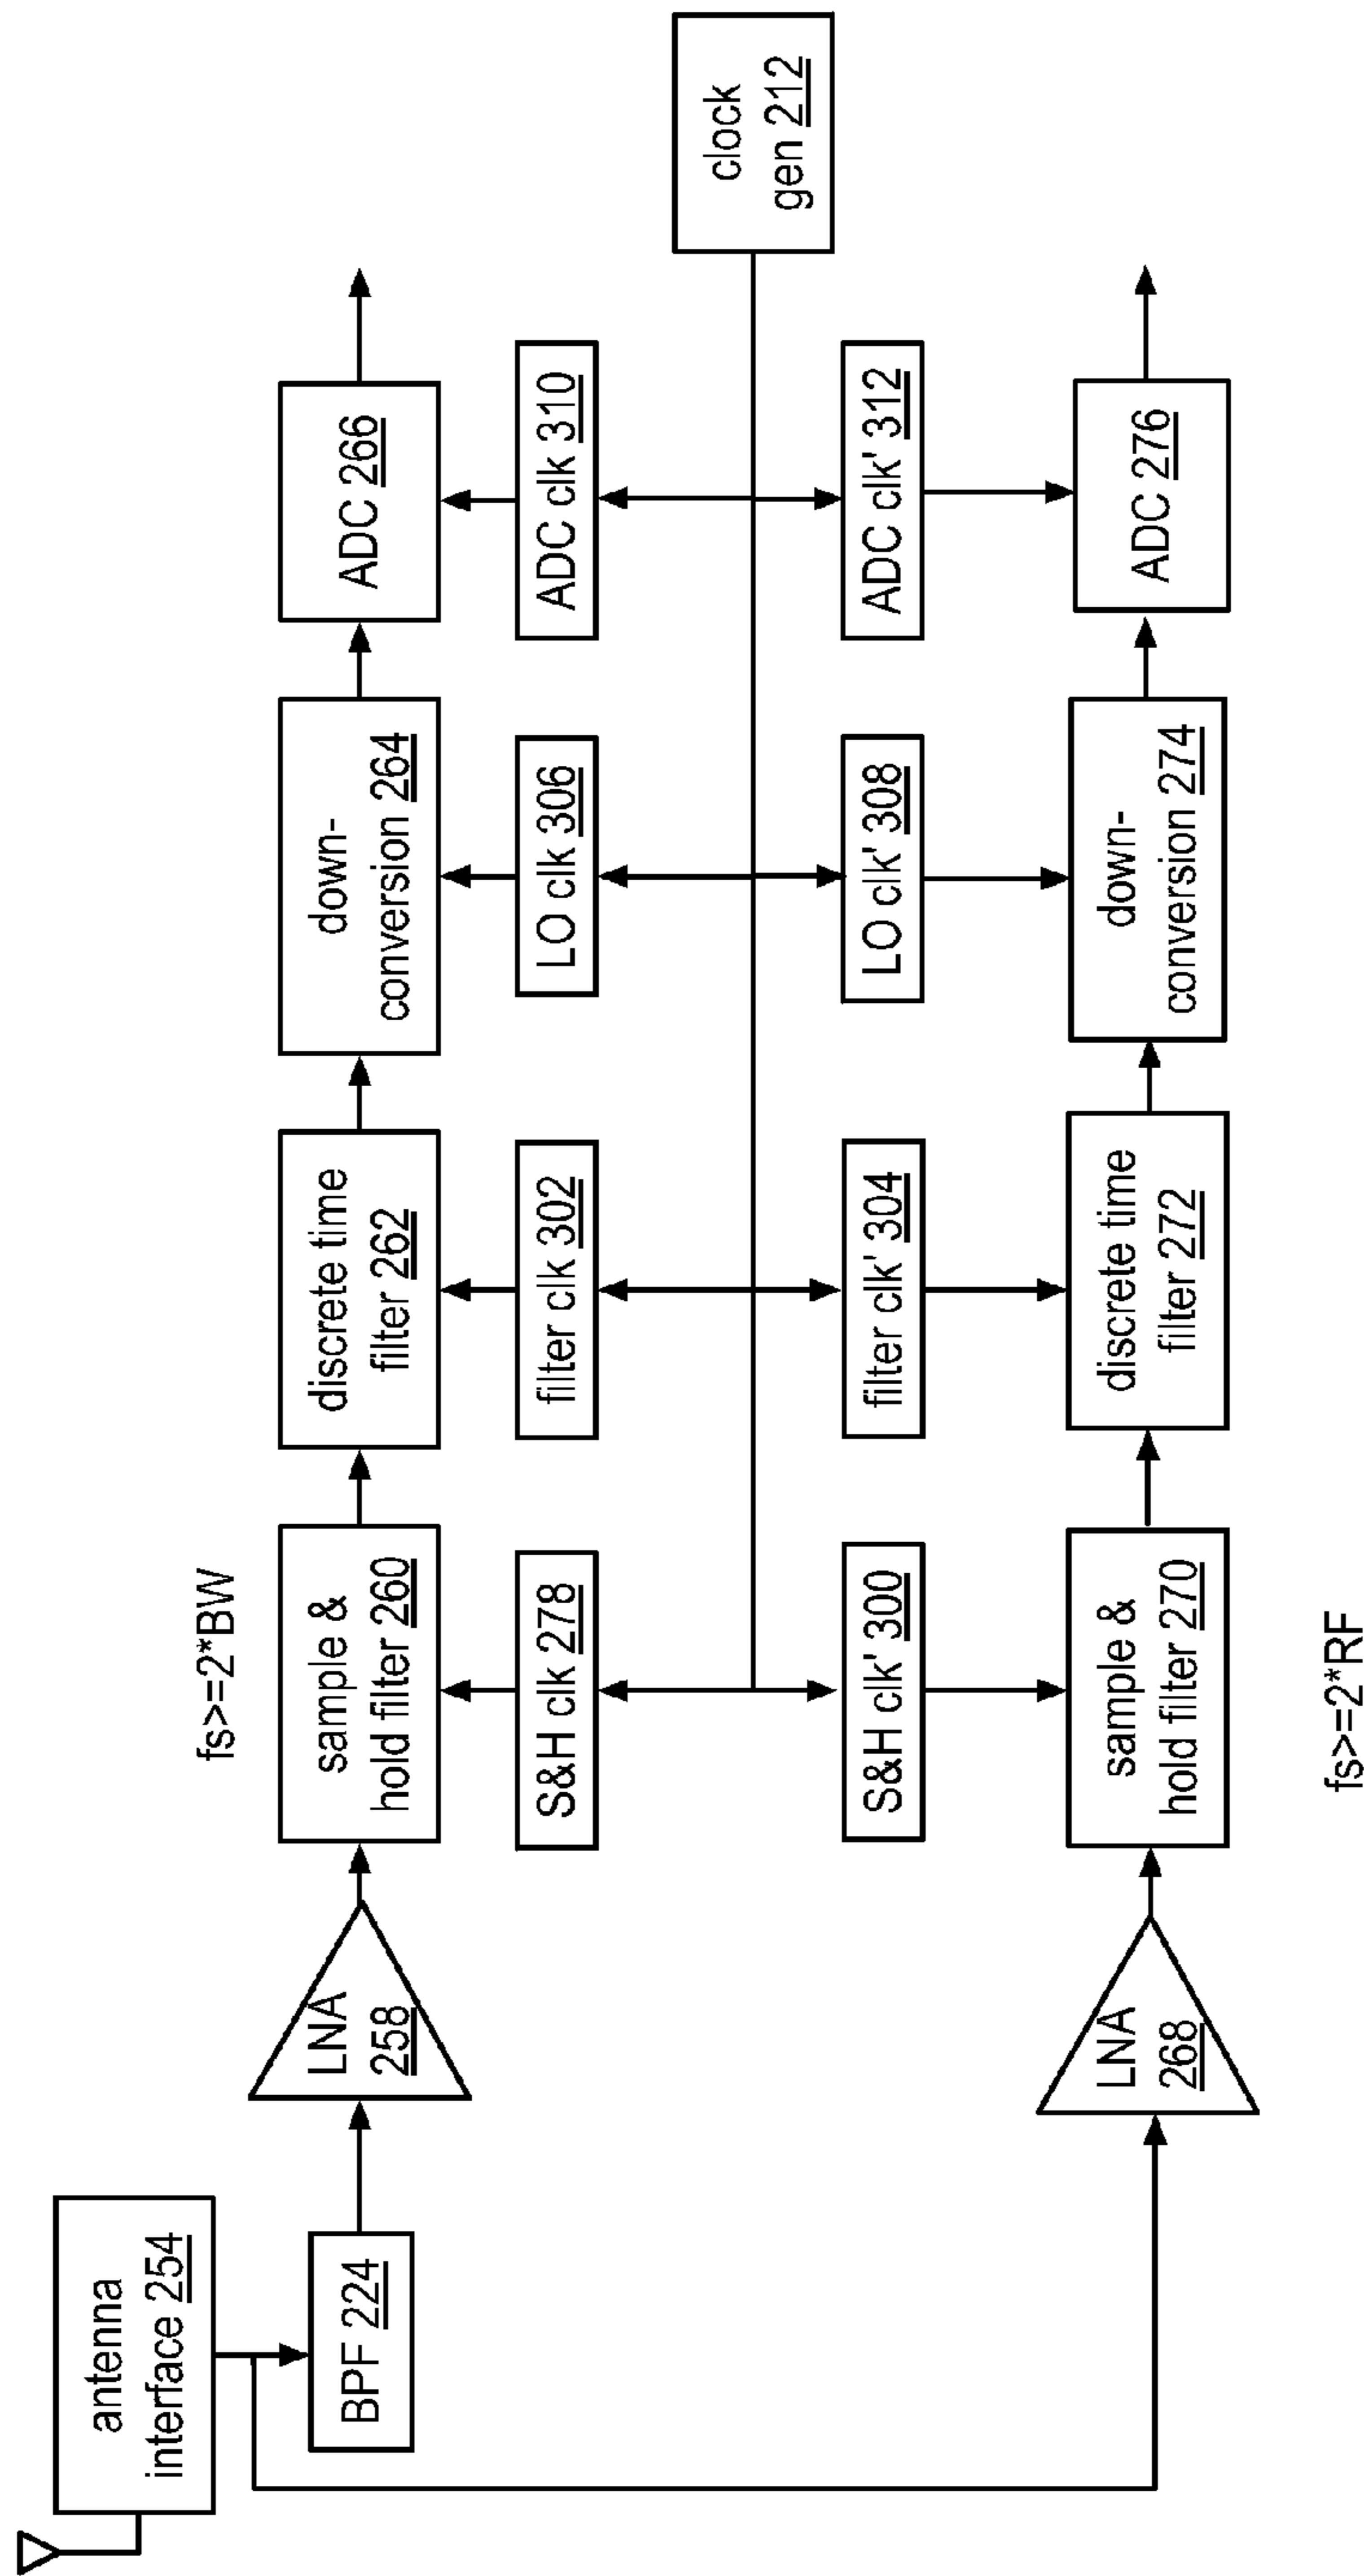 antenna
interface 254
BPF 224
LNA
258
fs>=2*BW
sample &
hold filter 260
discrete time
filter 262
down-
conversion 264
ADC 266
S&H clk 278
filter clk 302
LO clk 306
ADC clk 310
clock
gen 212
S&H clk' 300
filter clk' 304
LO clk' 308
ADC clk' 312
LNA
268
sample &
hold filter 270
discrete time
filter 272
down-
conversion 274
ADC 276
fs>=2*RF